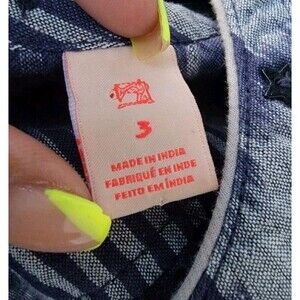 3
MADE IN INDIA
FABRIQUÉ EN INDE
FEITO EM ÍNDIA